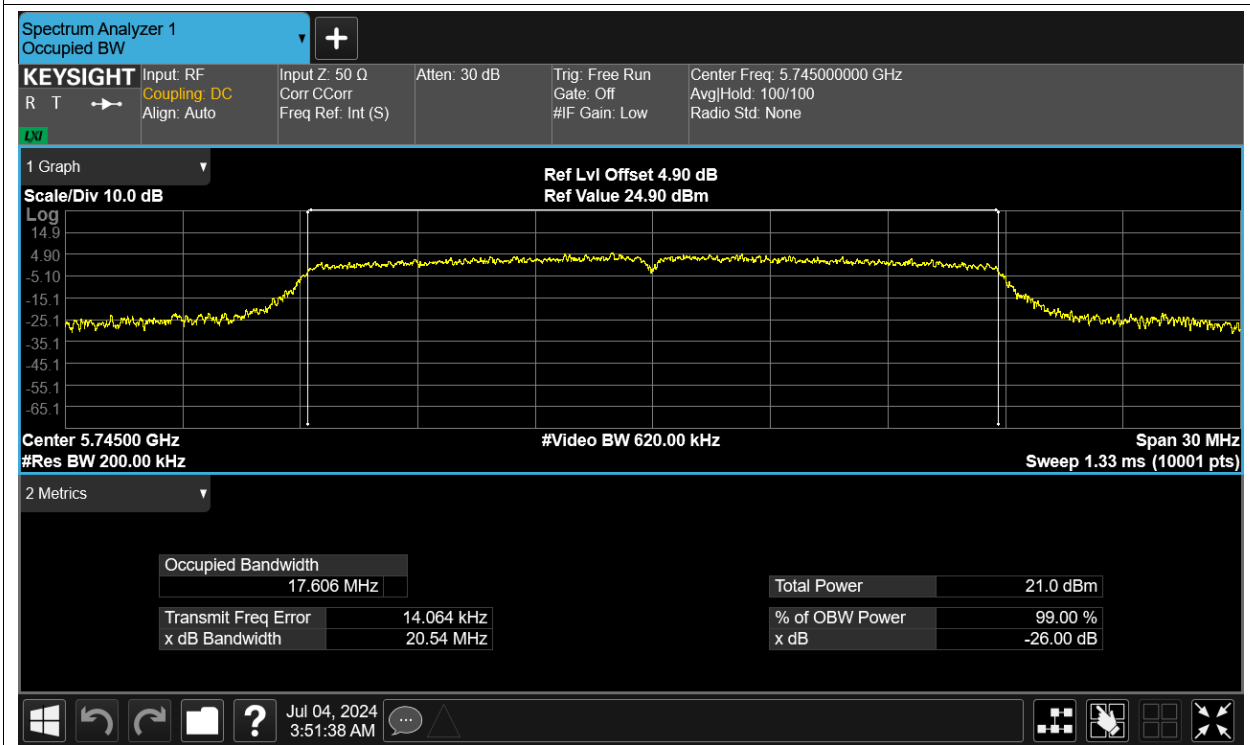 Spectrum Analyzer 1
Occupied BW
KEYSIGHT
R T
LXI
Input: RF
Coupling: DC
Align: Auto
Input Z: 50 Ω
Corr CCorr
Freq Ref: Int (S)
Atten: 30 dB
Trig: Free Run
Gate: Off
#IF Gain: Low
Center Freq: 5.745000000 GHz
Avg|Hold: 100/100
Radio Std: None
1 Graph
Scale/Div 10.0 dB
Ref Lvl Offset 4.90 dB
Ref Value 24.90 dBm
Log
14.9
4.90
-5.10
-15.1
-25.1
-35.1
-45.1
-55.1
-65.1
Center 5.74500 GHz
#Video BW 620.00 kHz
Span 30 MHz
#Res BW 200.00 kHz
Sweep 1.33 ms (10001 pts)
2 Metrics
Occupied Bandwidth
17.606 MHz
Total Power 21.0 dBm
Transmit Freq Error 14.064 kHz
% of OBW Power 99.00 %
x dB Bandwidth 20.54 MHz
x dB -26.00 dB
?
Jul 04, 2024
3:51:38 AM